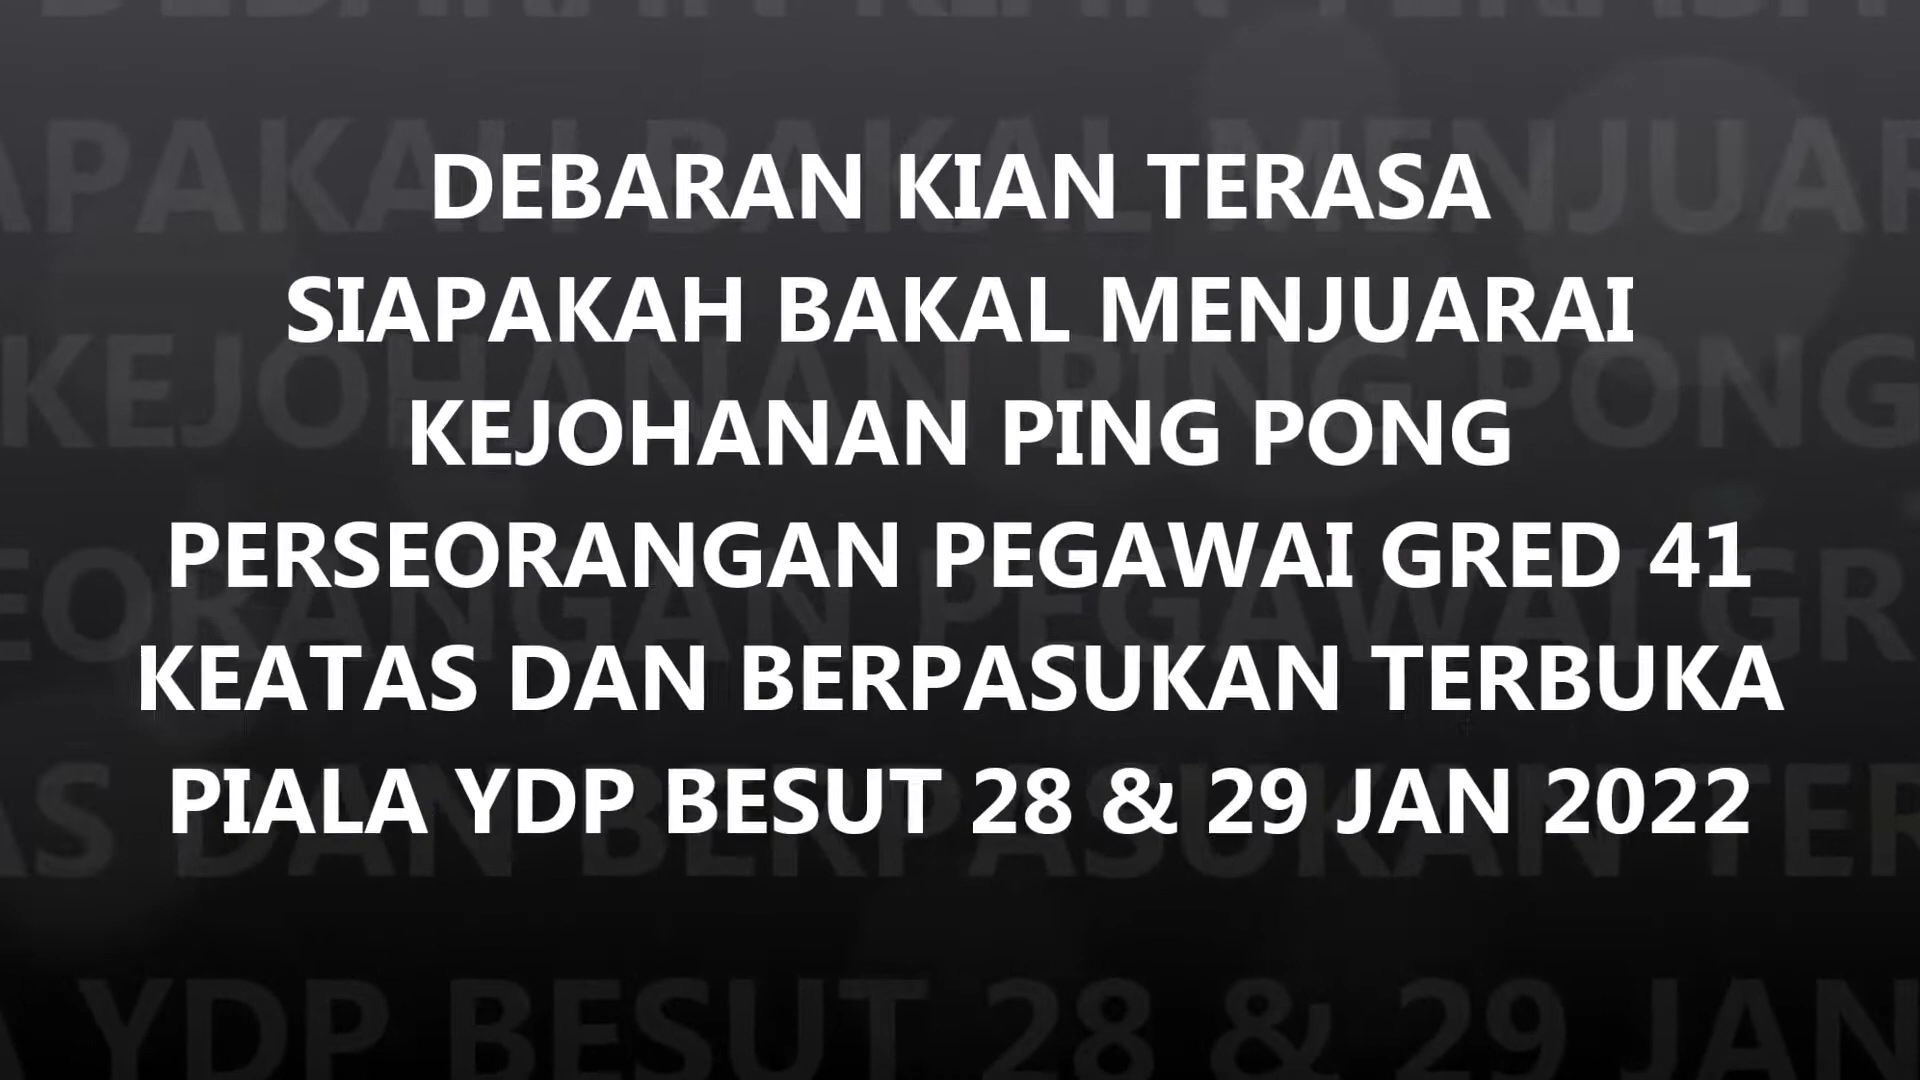 DEBARAN KIAN TERASA
SIAPAKAH BAKAL MENJUARAI
KEJOHANAN PING PONG
PERSEORANGAN PEGAWAI GRED 41
KEATAS DAN BERPASUKAN TERBUKA
PIALA YDP BESUT 28 & 29 JAN 2022